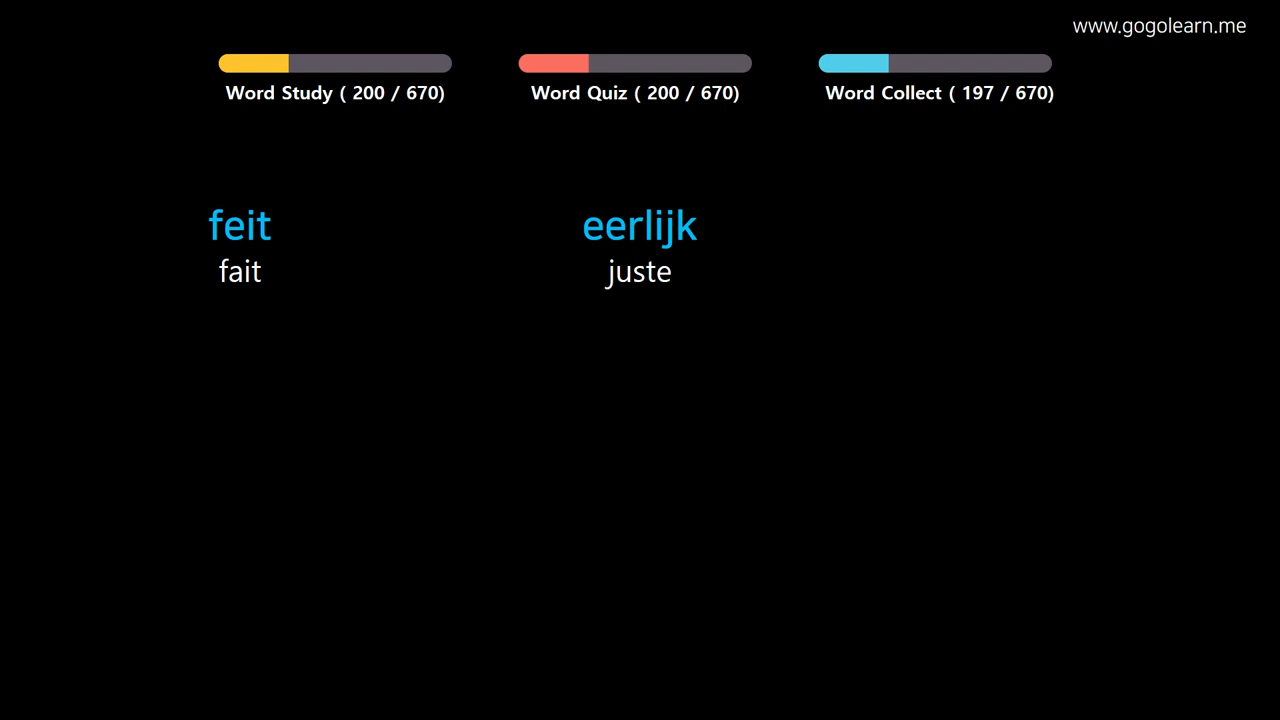 www.gogolearn.me
Word Study ( 200 / 670)
Word Quiz ( 200 / 670)
Word Collect ( 197 / 670)
feit
fait
eerlijk
juste